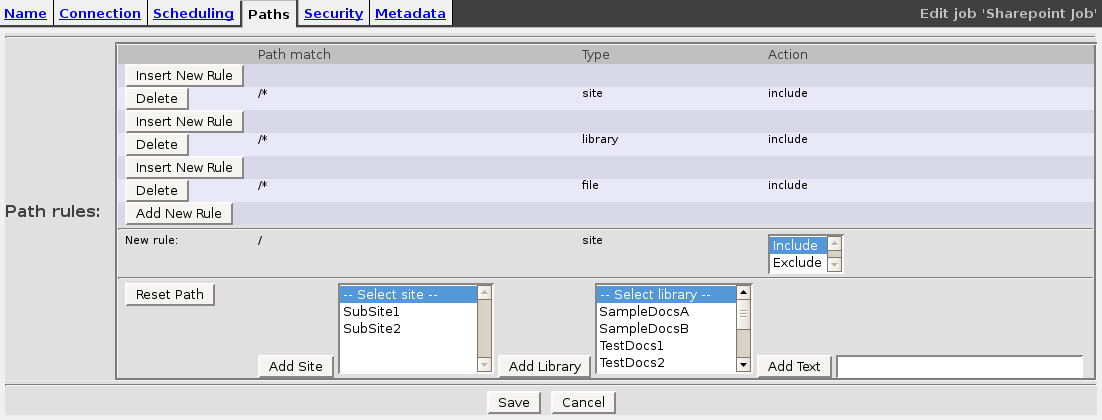 Name Connection Scheduling Paths Security Metadata Edit job 'Sharepoint Job'
Path match Type Action
Insert New Rule
Delete /* site include
Insert New Rule
Delete /* library include
Insert New Rule
Delete /* file include
Path rules:
Add New Rule
New rule: / site Include
Exclude
Reset Path -- Select site -- -- Select library --
SubSite1 SampleDocsA
SubSite2 SampleDocsB
TestDocs1
Add Site Add Library TestDocs2 Add Text
Save Cancel